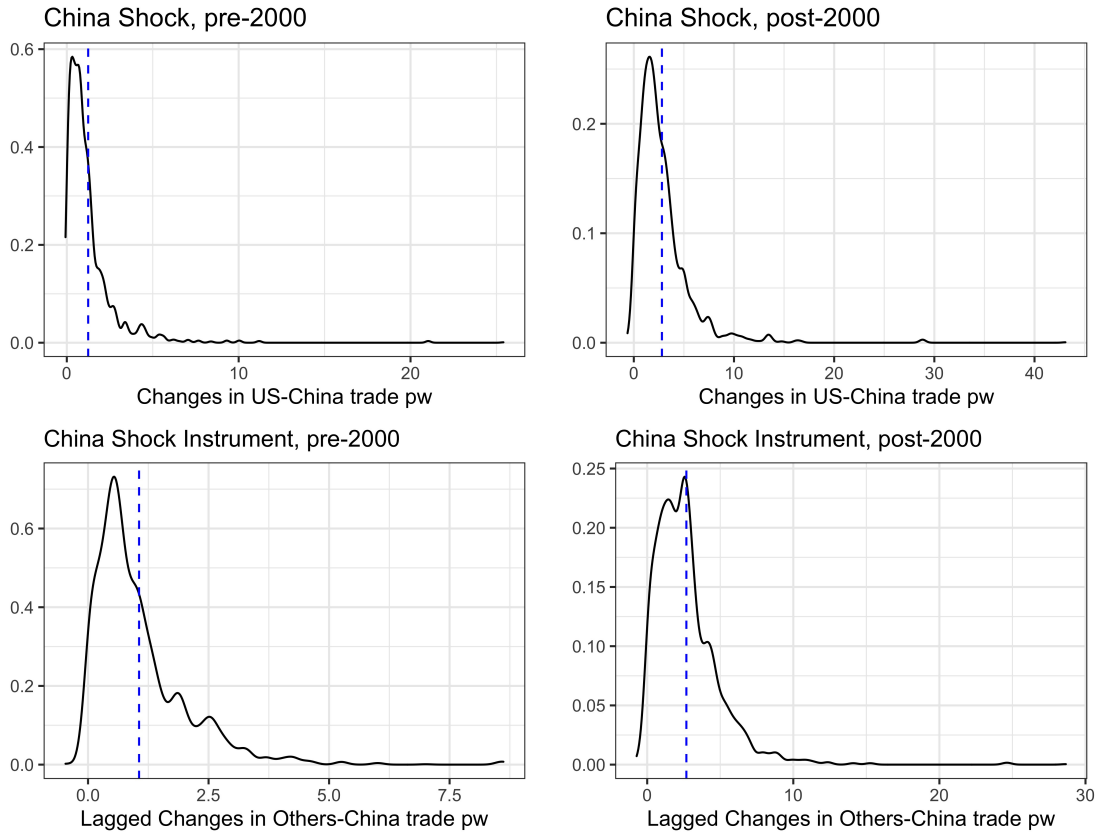 China Shock, pre-2000
0.6
0.4
0.2
0.0
0 10 20
Changes in US-China trade pw
China Shock, post-2000
0.2
0.1
0.0
0 10 20 30 40
Changes in US-China trade pw
China Shock Instrument, pre-2000
0.6
0.4
0.2
0.0
0.0 2.5 5.0 7.5
Lagged Changes in Others-China trade pw
China Shock Instrument, post-2000
0.25
0.20
0.15
0.10
0.05
0.00
0 10 20 30
Lagged Changes in Others-China trade pw